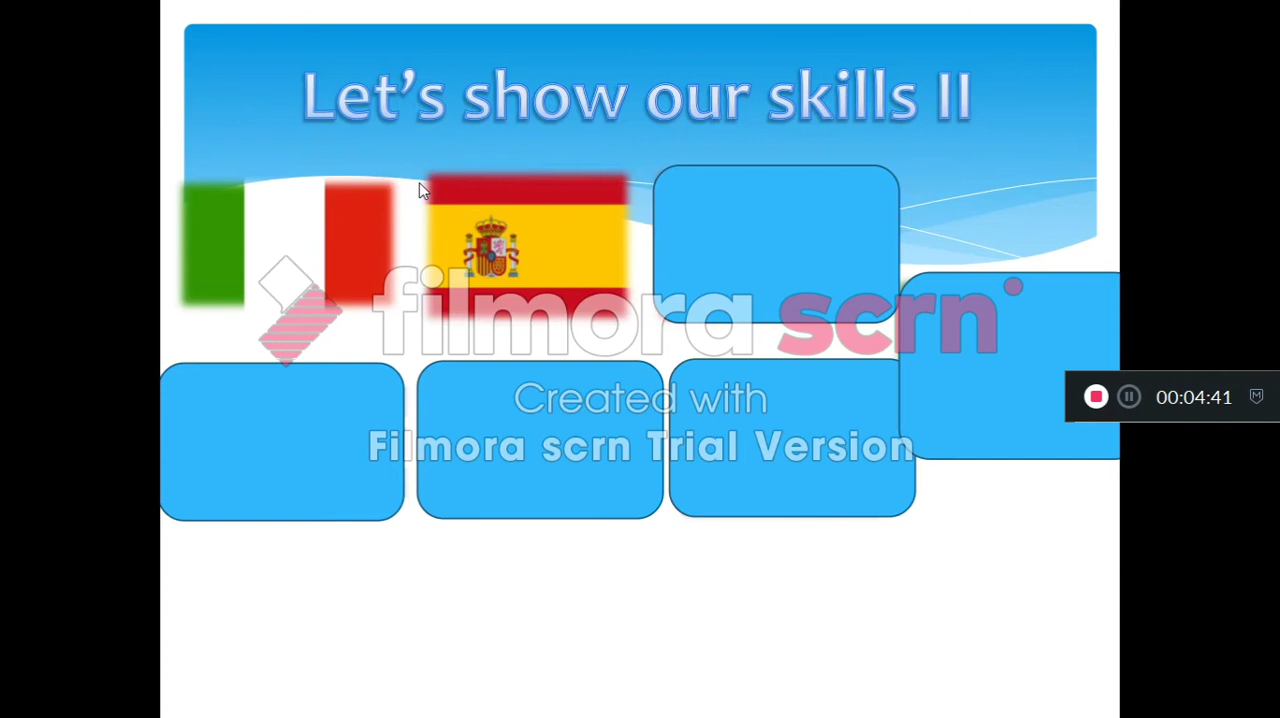 Let's show our skills II
filmora scrn
Created with
Filmora scrn Trial Version
00:04:41